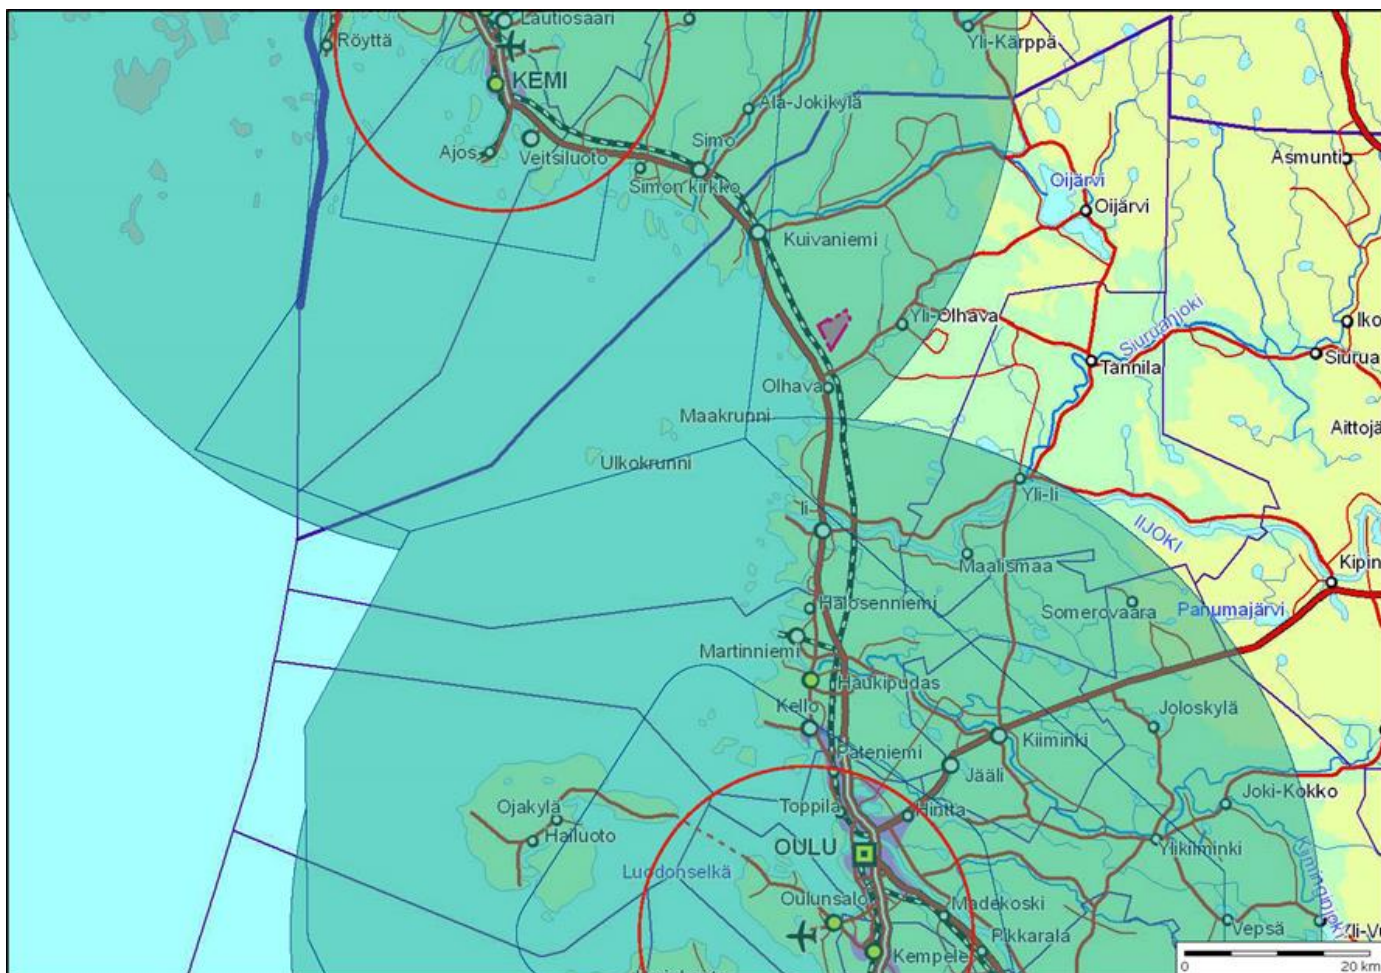 Lautiosaari
Röyttä
Yli-Kärppä
KEMI
Ala-Jokikylä
Simo
Ajos
Veitsiluoto
Asmunti
Simon kirkko
Oijärvi
Oijärvi
Kuivaniemi
Yli-Olhava
Siuruanjoki
Iko
Siurua
Tannila
Olhava
Maakrunni
Aittojä
Ulkokrunni
Yli-Ii
Ii
IIJOKI
Maalismaa
Kipin
Halosenniemi
Somerovaara
Panumajärvi
Martinniemi
Haukipudas
Kello
Joloskylä
Kiiminki
Pateniemi
Jääli
Ojakylä
Toppila
Hintta
Joki-Kokko
Hailuoto
OULU
Ylikiiminki
Luodonselkä
Oulunsalo
Madekoski
Vepsä
Yli-Vu
Pikkarala
Kempele
0 20 km